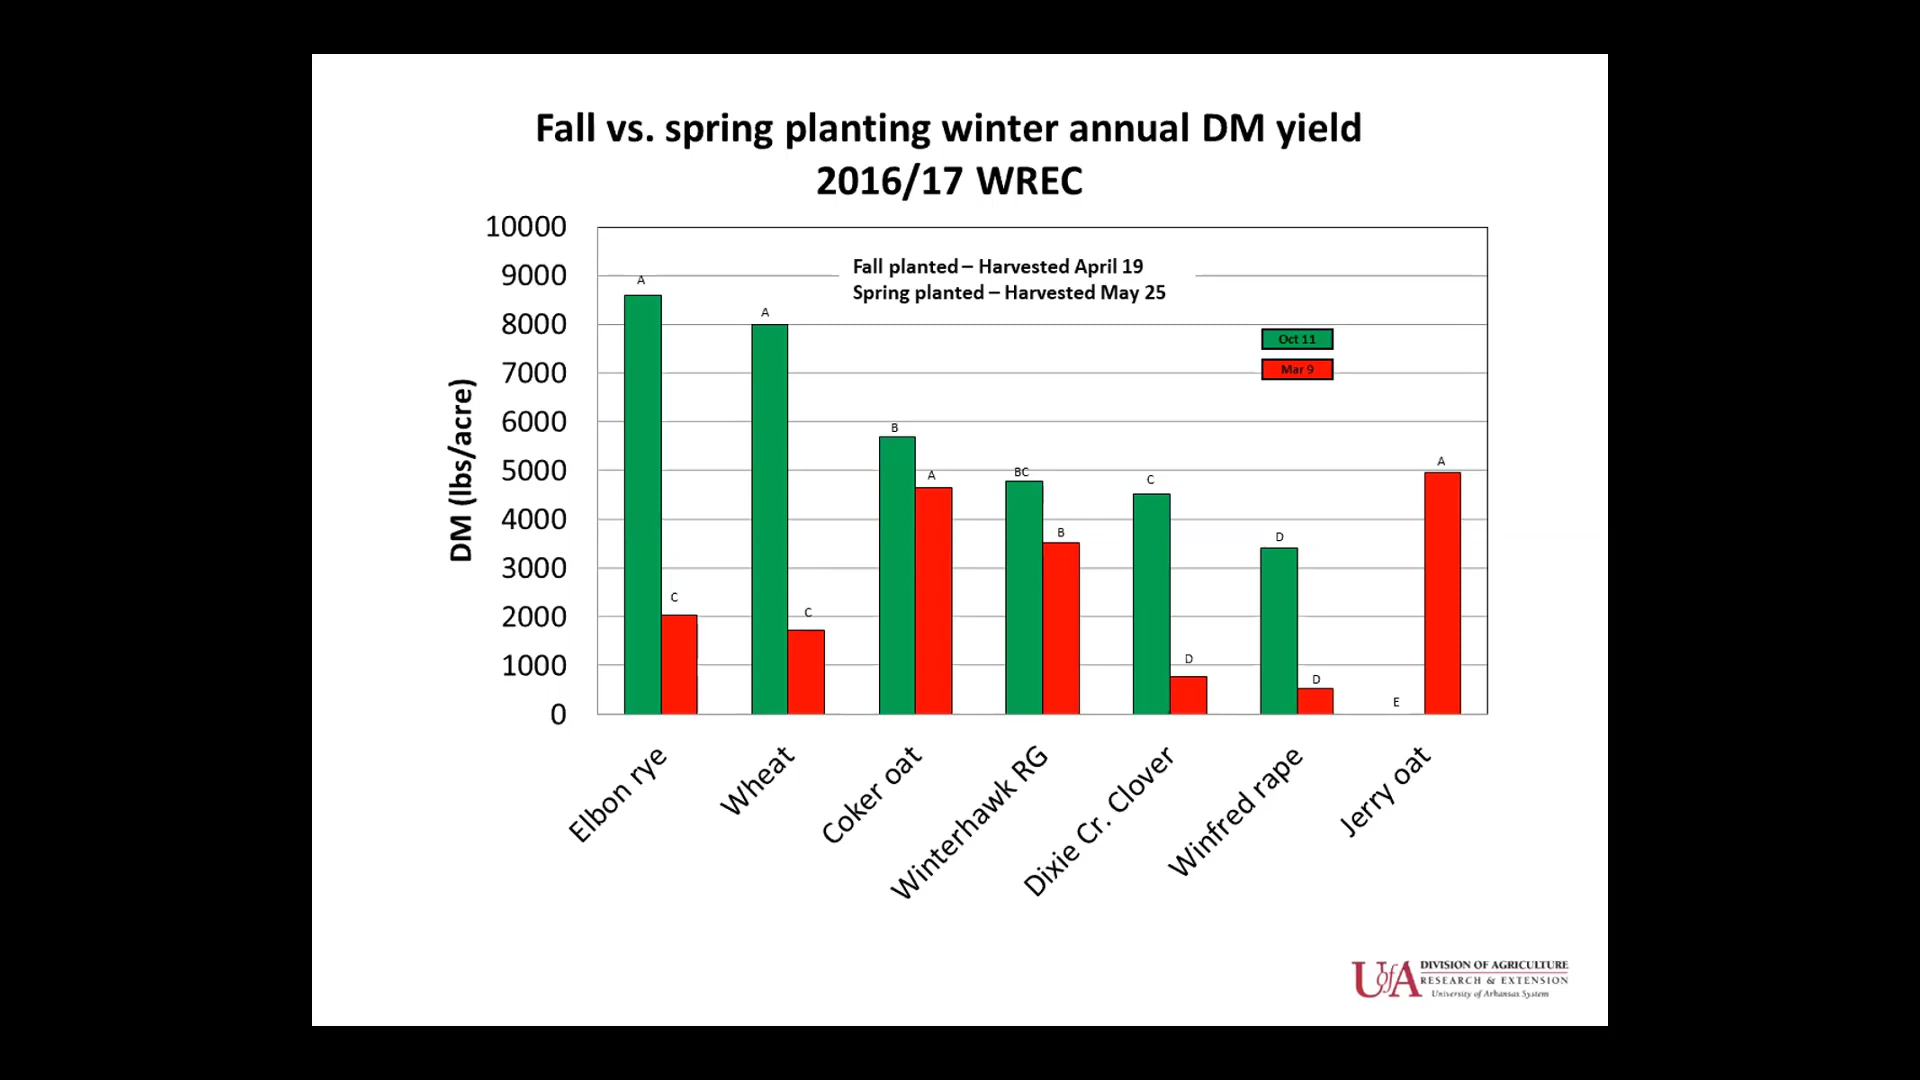 Fall vs. spring planting winter annual DM yield
2016/17 WREC
DM (lbs/acre)
10000
9000
8000
7000
6000
5000
4000
3000
2000
1000
0
Fall planted – Harvested April 19
Spring planted – Harvested May 25
Oct 11
Mar 9
A
C
A
C
B
A
BC
B
C
D
D
D
E
A
Elbon rye
Wheat
Coker oat
Winterhawk RG
Dixie Cr. Clover
Winfred rape
Jerry oat
UofA
DIVISION OF AGRICULTURE
RESEARCH & EXTENSION
University of Arkansas System